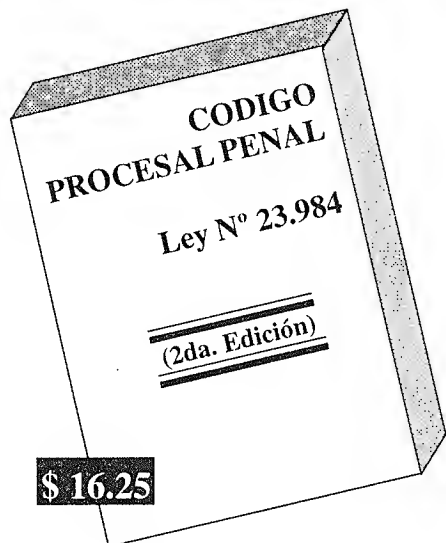 CODIGO
PROCESAL PENAL
Ley Nº 23.984
(2da. Edición)
$ 16.25